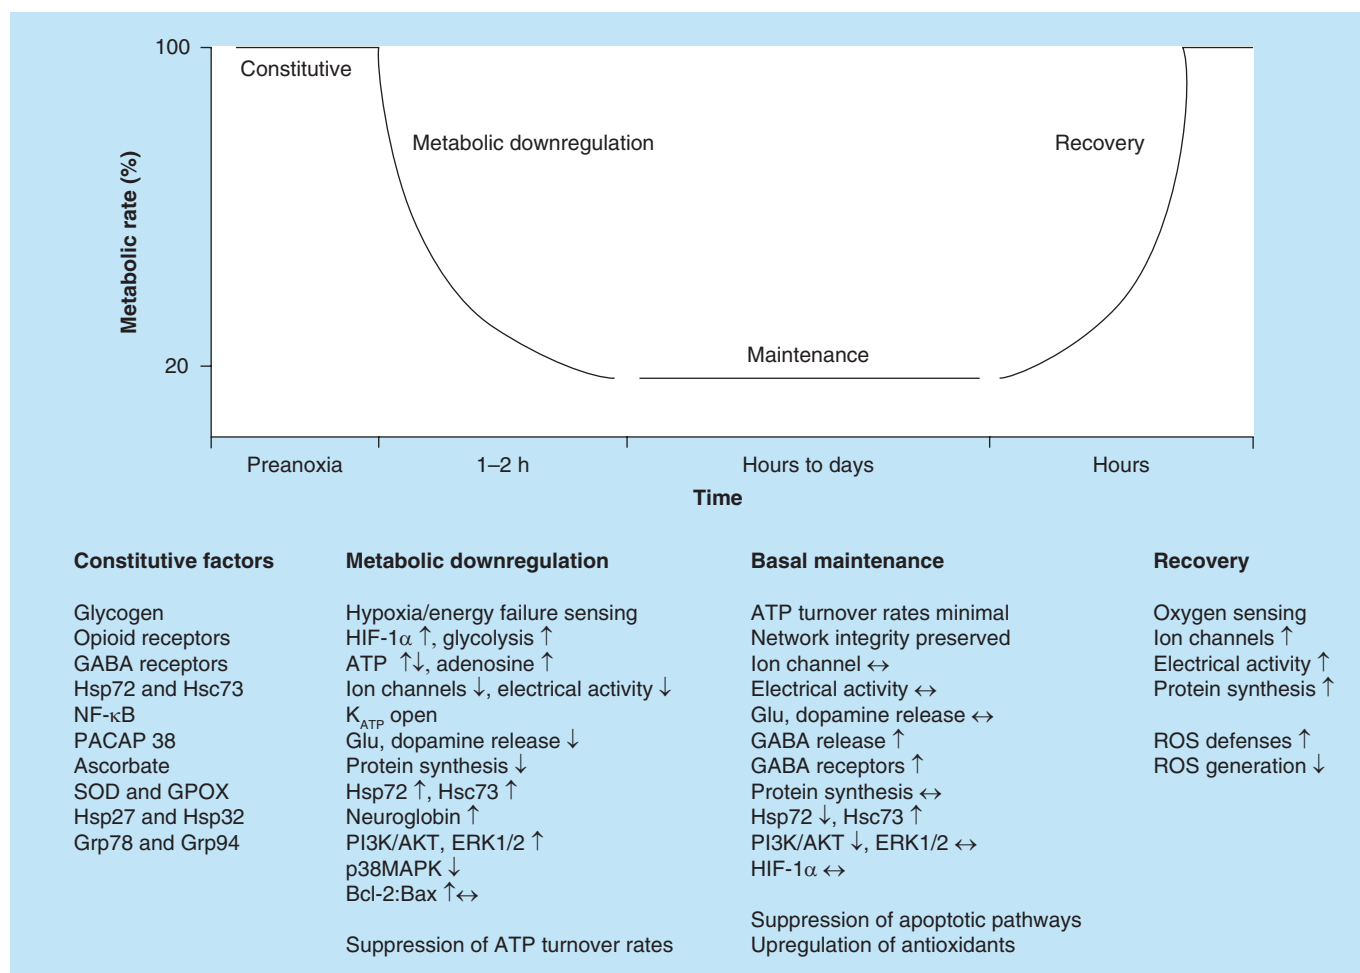 100
Constitutive
Metabolic downregulation
Recovery
Metabolic rate (%)
20
Maintenance
Preanoxia
1–2 h
Hours to days
Hours
Time
Constitutive factors
Glycogen
Opioid receptors
GABA receptors
Hsp72 and Hsc73
NF-κB
PACAP 38
Ascorbate
SOD and GPOX
Hsp27 and Hsp32
Grp78 and Grp94
Metabolic downregulation
Hypoxia/energy failure sensing
HIF-1α ↑, glycolysis ↑
ATP ↑↓, adenosine ↑
Ion channels ↓, electrical activity ↓
KATP open
Glu, dopamine release ↓
Protein synthesis ↓
Hsp72 ↑, Hsc73 ↑
Neuroglobin ↑
PI3K/AKT, ERK1/2 ↑
p38MAPK ↓
Bcl-2:Bax ↑↔
Suppression of ATP turnover rates
Basal maintenance
ATP turnover rates minimal
Network integrity preserved
Ion channel ↔
Electrical activity ↔
Glu, dopamine release ↔
GABA release ↑
GABA receptors ↑
Protein synthesis ↔
Hsp72 ↓, Hsc73 ↑
PI3K/AKT ↓, ERK1/2 ↔
HIF-1α ↔
Suppression of apoptotic pathways
Upregulation of antioxidants
Recovery
Oxygen sensing
Ion channels ↑
Electrical activity ↑
Protein synthesis ↑
ROS defenses ↑
ROS generation ↓